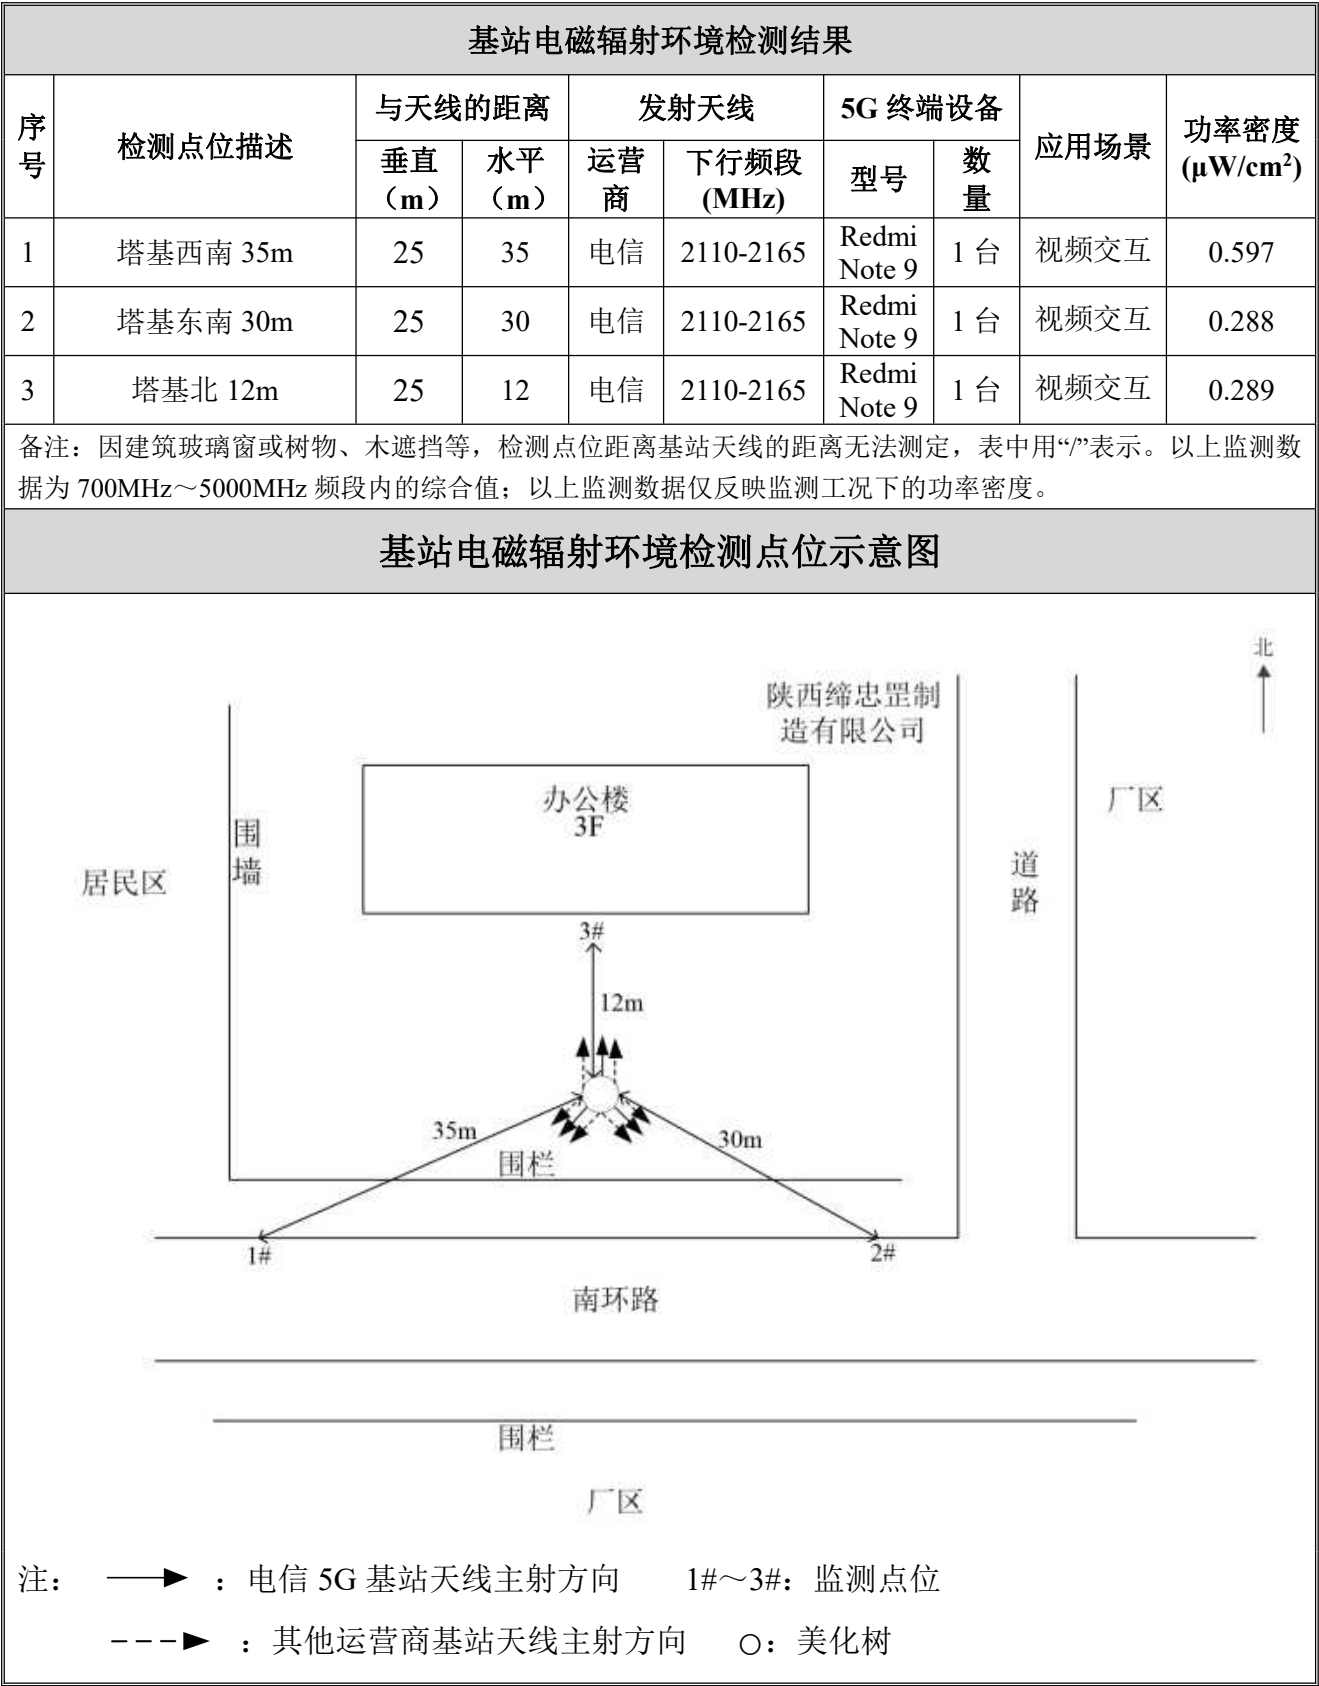 基站电磁辐射环境检测结果
序号 检测点位描述 与天线的距离 发射天线 5G 终端设备 应用场景 功率密度(μW/cm²)
垂直（m） 水平（m） 运营商 下行频段(MHz) 型号 数量
1 塔基西南 35m 25 35 电信 2110-2165 Redmi Note 9 1 台 视频交互 0.597
2 塔基东南 30m 25 30 电信 2110-2165 Redmi Note 9 1 台 视频交互 0.288
3 塔基北 12m 25 12 电信 2110-2165 Redmi Note 9 1 台 视频交互 0.289
备注：因建筑玻璃窗或树物、木遮挡等，检测点位距离基站天线的距离无法测定，表中用“/”表示。以上监测数
据为 700MHz～5000MHz 频段内的综合值；以上监测数据仅反映监测工况下的功率密度。
基站电磁辐射环境检测点位示意图
北
陕西缔忠罡制
造有限公司
办公楼
3F
厂区
围墙
居民区
道路
3#
12m
35m
30m
围栏
1#
2#
南环路
围栏
厂区
注： ：电信 5G 基站天线主射方向 1#～3#：监测点位
：其他运营商基站天线主射方向 ○：美化树